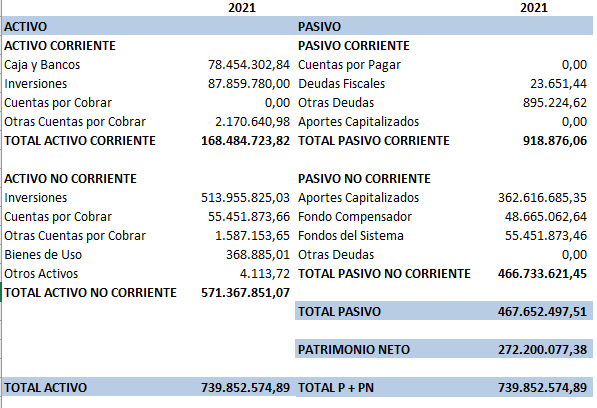 2021 2021
ACTIVO PASIVO
ACTIVO CORRIENTE PASIVO CORRIENTE
Caja y Bancos 78.454.302,84 Cuentas por Pagar 0,00
Inversiones 87.859.780,00 Deudas Fiscales 23.651,44
Cuentas por Cobrar 0,00 Otras Deudas 895.224,62
Otras Cuentas por Cobrar 2.170.640,98 Aportes Capitalizados 0,00
TOTAL ACTIVO CORRIENTE 168.484.723,82 TOTAL PASIVO CORRIENTE 918.876,06
ACTIVO NO CORRIENTE PASIVO NO CORRIENTE
Inversiones 513.955.825,03 Aportes Capitalizados 362.616.685,35
Cuentas por Cobrar 55.451.873,66 Fondo Compensador 48.665.062,64
Otras Cuentas por Cobrar 1.587.153,65 Fondos del Sistema 55.451.873,46
Bienes de Uso 368.885,01 Otras Deudas 0,00
Otros Activos 4.113,72 TOTAL PASIVO NO CORRIENTE 466.733.621,45
TOTAL ACTIVO NO CORRIENTE 571.367.851,07
TOTAL PASIVO 467.652.497,51
PATRIMONIO NETO 272.200.077,38
TOTAL ACTIVO 739.852.574,89 TOTAL P + PN 739.852.574,89